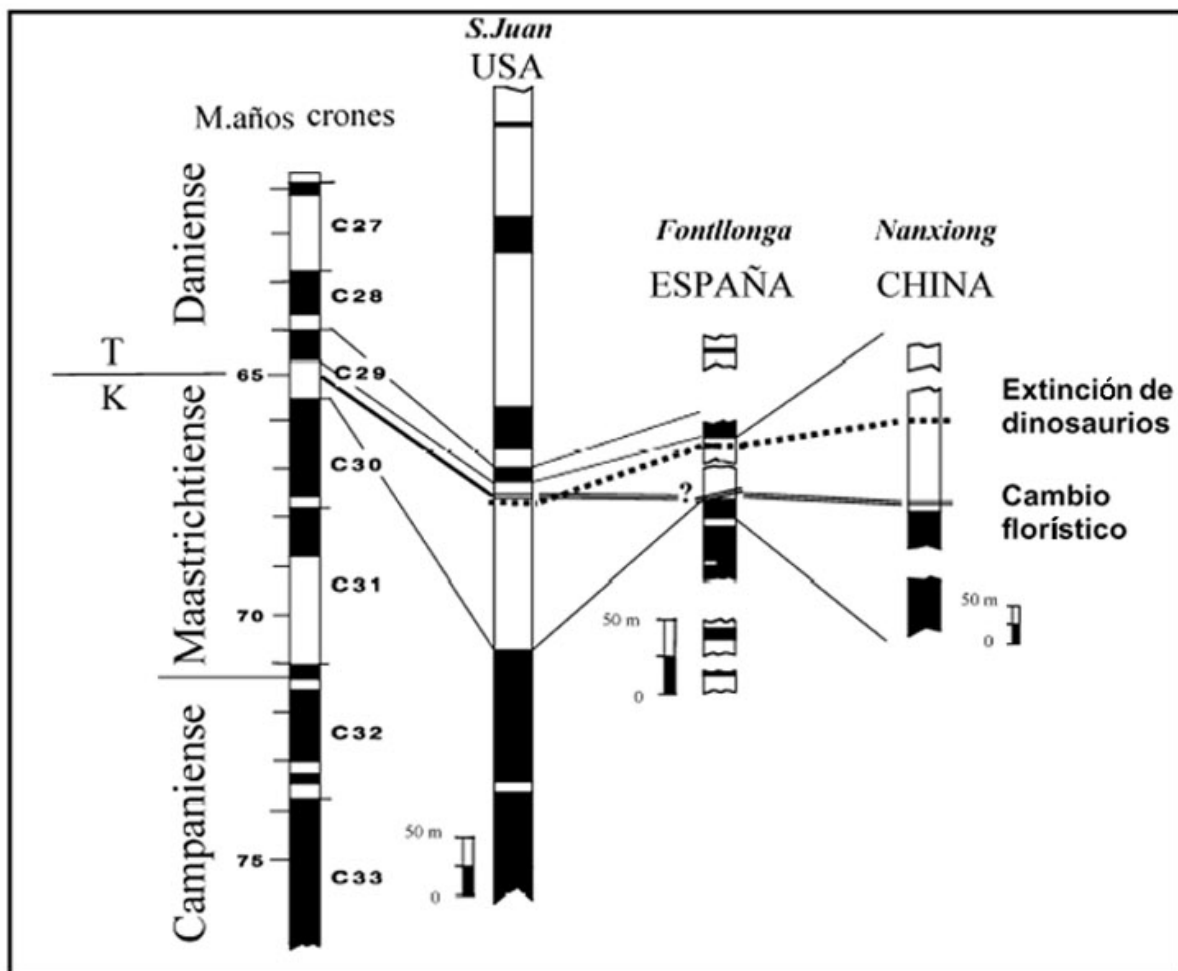 S.Juan
USA
M.años crones
Daniense
Maastrichtiense
Campaniense
T
K
65
70
75
C27
C28
C29
C30
C31
C32
C33
50 m
0
Fontllonga
ESPAÑA
?
50 m
0
Nanxiong
CHINA
50 m
0
Extinción de
dinosaurios
Cambio
florístico